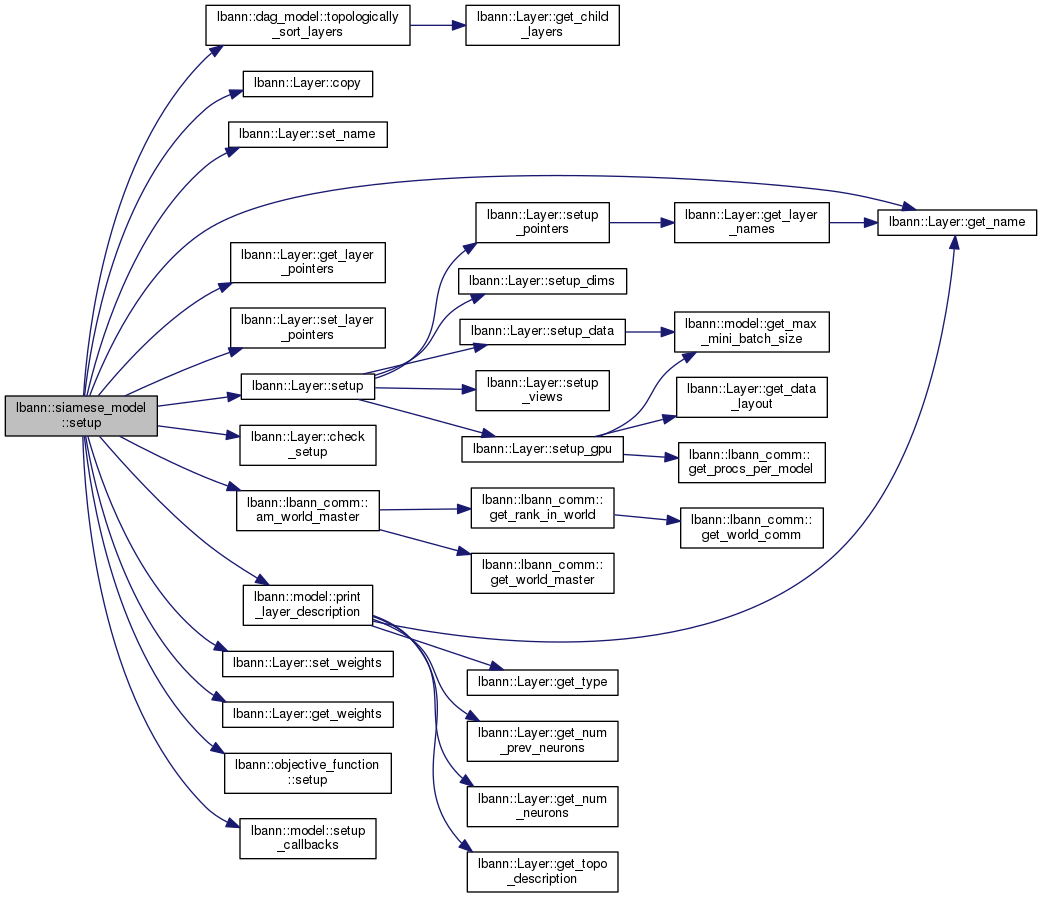 lbann::siamese_model
::setup
lbann::dag_model::topologically
_sort_layers
lbann::Layer::get_child
_layers
lbann::Layer::copy
lbann::Layer::set_name
lbann::Layer::get_name
lbann::Layer::get_layer
_pointers
lbann::Layer::set_layer
_pointers
lbann::Layer::setup
lbann::Layer::setup
_pointers
lbann::Layer::get_layer
_names
lbann::Layer::setup_dims
lbann::Layer::setup_data
lbann::model::get_max
_mini_batch_size
lbann::Layer::setup
_views
lbann::Layer::setup_gpu
lbann::Layer::get_data
_layout
lbann::lbann_comm::
get_procs_per_model
lbann::Layer::check
_setup
lbann::lbann_comm::
am_world_master
lbann::lbann_comm::
get_rank_in_world
lbann::lbann_comm::
get_world_comm
lbann::lbann_comm::
get_world_master
lbann::model::print
_layer_description
lbann::Layer::get_type
lbann::Layer::get_num
_prev_neurons
lbann::Layer::get_num
_neurons
lbann::Layer::get_topo
_description
lbann::Layer::set_weights
lbann::Layer::get_weights
lbann::objective_function
::setup
lbann::model::setup
_callbacks